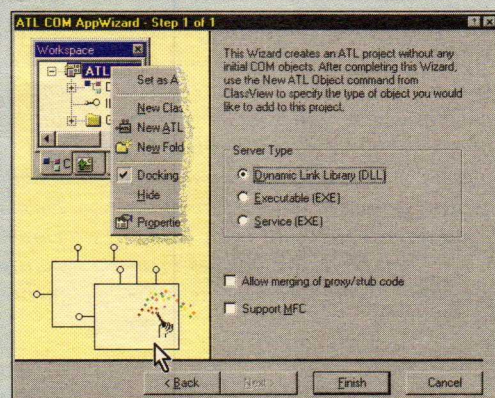 ATL COM AppWizard - Step 1 of 1
Workspace
ATL
Set as A
New Clas
New ATL
New Fold
Docking
Hide
Propertie
This Wizard creates an ATL project without any
initial COM objects. After completing this Wizard,
use the New ATL Object command from
ClassView to specify the type of object you would
like to add to this project.
Server Type
Dynamic Link Library (DLL)
Executable (EXE)
Service (EXE)
Allow merging of proxy/stub code
Support MFC
< Back
Next >
Finish
Cancel